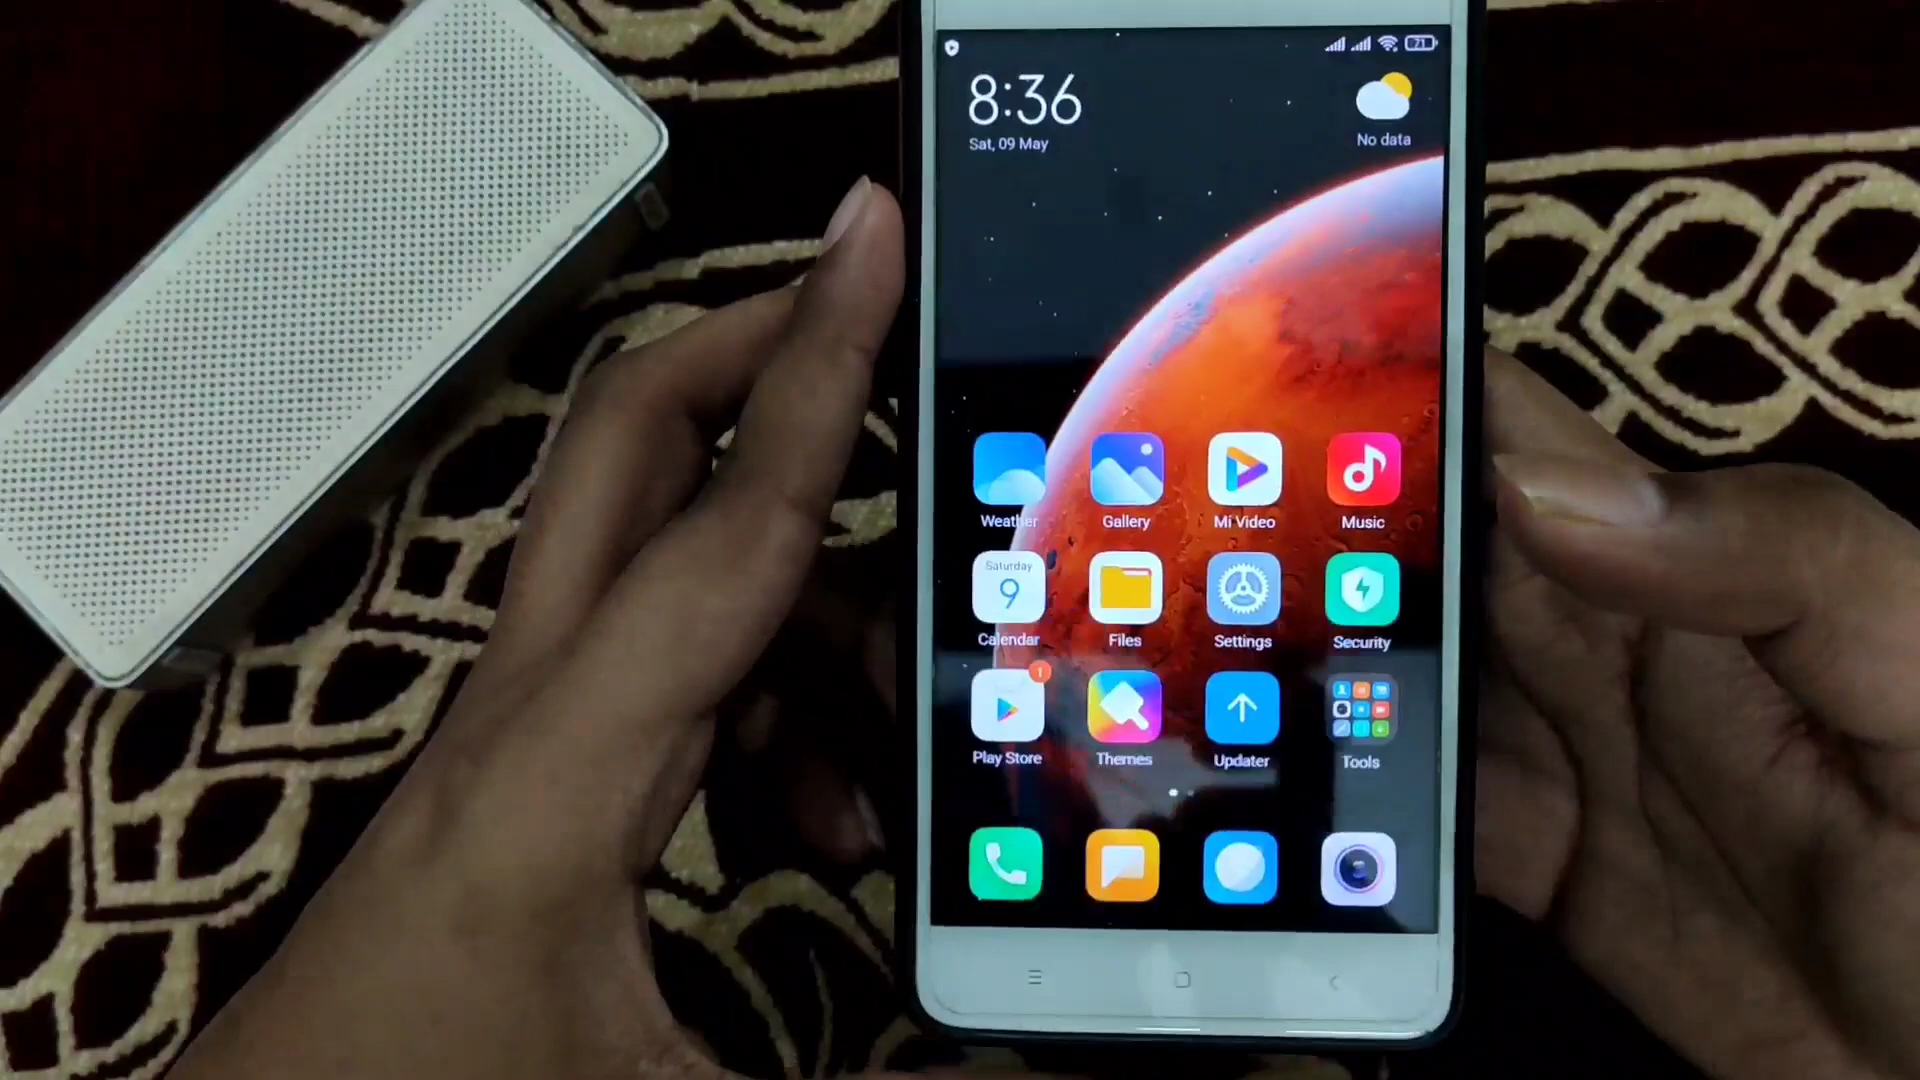 71
8:36
Sat, 09 May
No data
Weather
Gallery
Mi Video
Music
Saturday
9
Calendar
Files
Settings
Security
1
Play Store
Themes
Updater
Tools